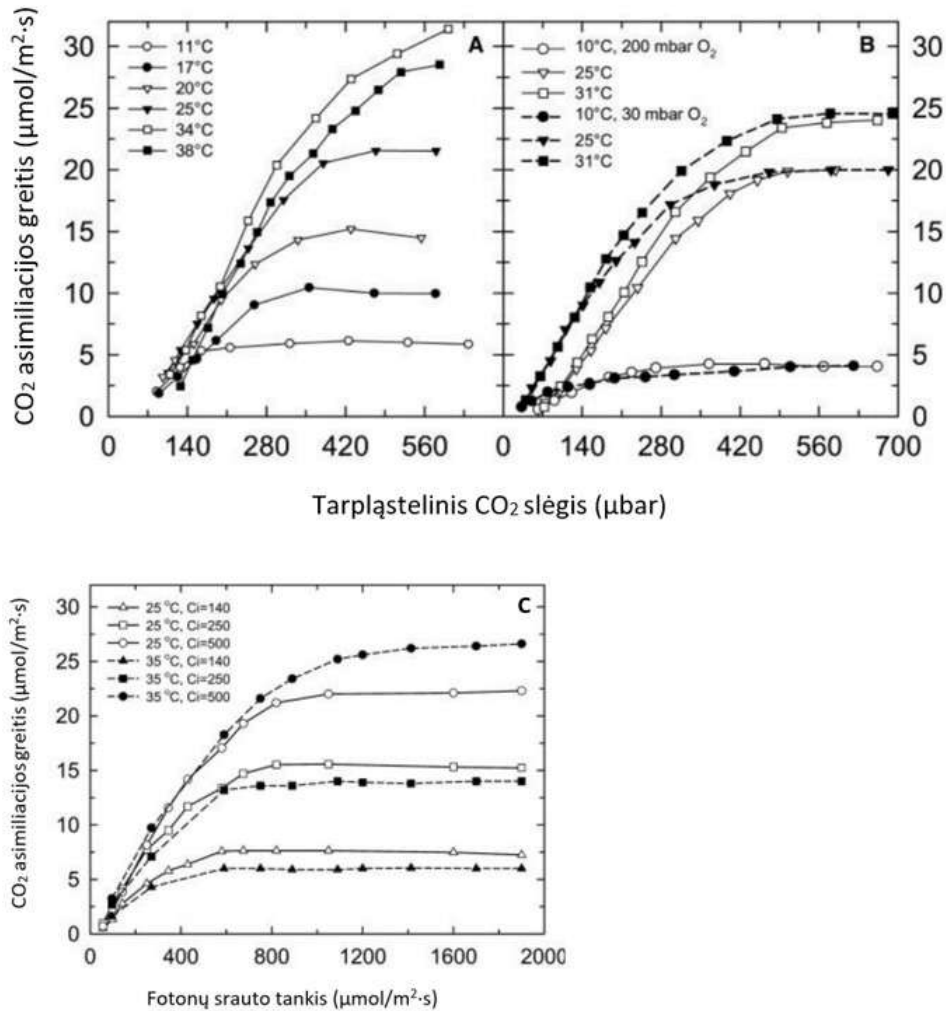 CO₂ asimiliacijos greitis (µmol/m²·s)
30
25
20
15
10
5
0
A
11°C
17°C
20°C
25°C
34°C
38°C
0 140 280 420 560
B
10°C, 200 mbar O₂
25°C
31°C
10°C, 30 mbar O₂
25°C
31°C
30
25
20
15
10
5
0
0 140 280 420 560 700
Tarpląstelinis CO₂ slėgis (µbar)
CO₂ asimiliacijos greitis (µmol/m²·s)
30
25
20
15
10
5
0
C
25 °C, Ci=140
25 °C, Ci=250
25 °C, Ci=500
35 °C, Ci=140
35 °C, Ci=250
35 °C, Ci=500
0 400 800 1200 1600 2000
Fotonų srauto tankis (µmol/m²·s)